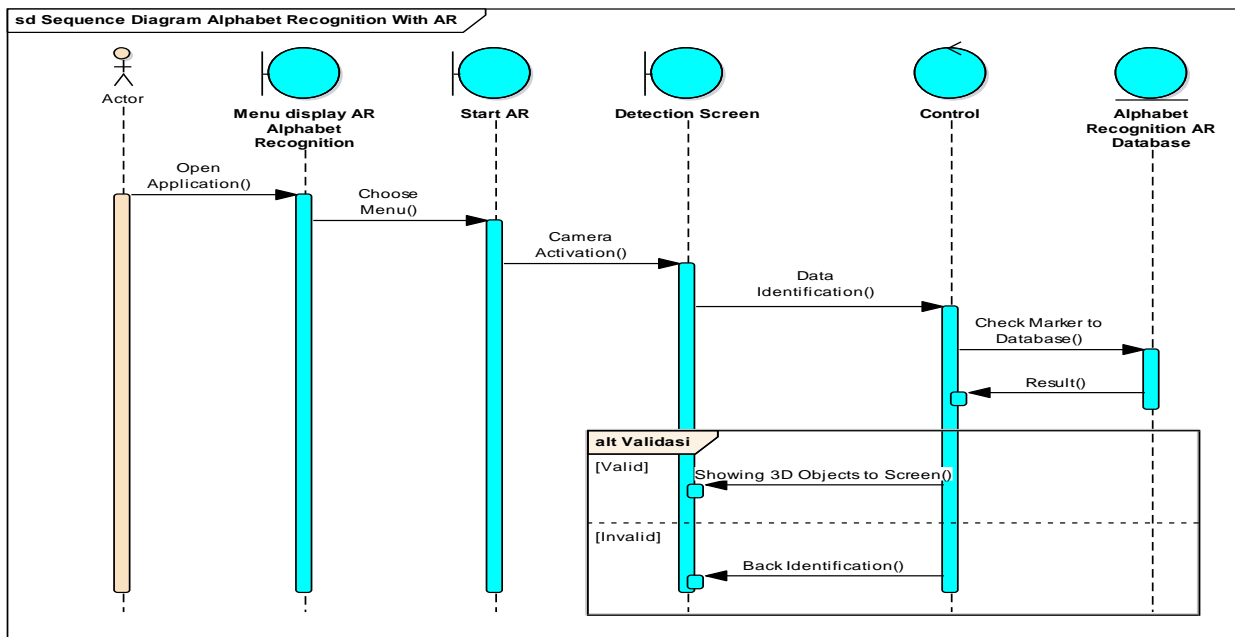 sd Sequence Diagram Alphabet Recognition With AR
Actor
Menu display AR
Alphabet
Recognition
Start AR
Detection Screen
Control
Alphabet
Recognition AR
Database
Open
Application()
Choose
Menu()
Camera
Activation()
Data
Identification()
Check Marker to
Database()
Result()
alt Validasi
[Valid]
Showing 3D Objects to Screen()
[Invalid]
Back Identification()